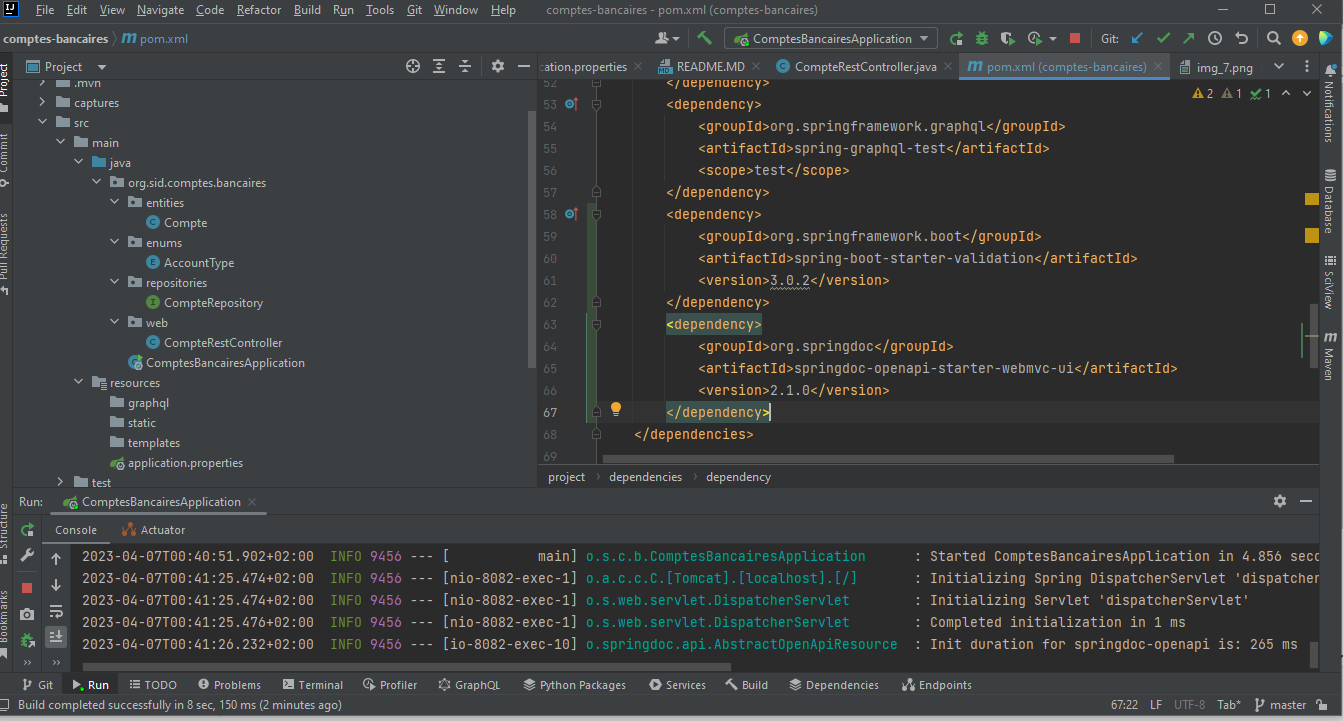 File Edit View Navigate Code Refactor Build Run Tools Git Window Help comptes-bancaires - pom.xml (comptes-bancaires)
comptes-bancaires pom.xml ComptesBancairesApplication Git:
Project
cation.properties README.MD CompteRestController.java pom.xml (comptes-bancaires) img_7.png
.mvn
captures
src
main
java
org.sid.comptes.bancaires
entities
Compte
enums
AccountType
repositories
CompteRepository
web
CompteRestController
ComptesBancairesApplication
resources
graphql
static
templates
application.properties
test
2 1 1
52 </dependency>
53 <dependency>
54 <groupId>org.springframework.graphql</groupId>
55 <artifactId>spring-graphql-test</artifactId>
56 <scope>test</scope>
57 </dependency>
58 <dependency>
59 <groupId>org.springframework.boot</groupId>
60 <artifactId>spring-boot-starter-validation</artifactId>
61 <version>3.0.2</version>
62 </dependency>
63 <dependency>
64 <groupId>org.springdoc</groupId>
65 <artifactId>springdoc-openapi-starter-webmvc-ui</artifactId>
66 <version>2.1.0</version>
67 </dependency>
68 </dependencies>
69
project dependencies dependency
Project
Commit
Pull Requests
Structure
Bookmarks
Notifications
Database
SciView
Maven
Run: ComptesBancairesApplication
Console Actuator
2023-04-07T00:40:51.902+02:00 INFO 9456 --- [ main] o.s.c.b.ComptesBancairesApplication : Started ComptesBancairesApplication in 4.856 seco
2023-04-07T00:41:25.474+02:00 INFO 9456 --- [nio-8082-exec-1] o.a.c.c.C.[Tomcat].[localhost].[/] : Initializing Spring DispatcherServlet 'dispatcher
2023-04-07T00:41:25.474+02:00 INFO 9456 --- [nio-8082-exec-1] o.s.web.servlet.DispatcherServlet : Initializing Servlet 'dispatcherServlet'
2023-04-07T00:41:25.476+02:00 INFO 9456 --- [nio-8082-exec-1] o.s.web.servlet.DispatcherServlet : Completed initialization in 1 ms
2023-04-07T00:41:26.232+02:00 INFO 9456 --- [io-8082-exec-10] o.springdoc.api.AbstractOpenApiResource : Init duration for springdoc-openapi is: 265 ms
Git Run TODO Problems Terminal Profiler GraphQL Python Packages Services Build Dependencies Endpoints
Build completed successfully in 8 sec, 150 ms (2 minutes ago) 67:22 LF UTF-8 Tab* master